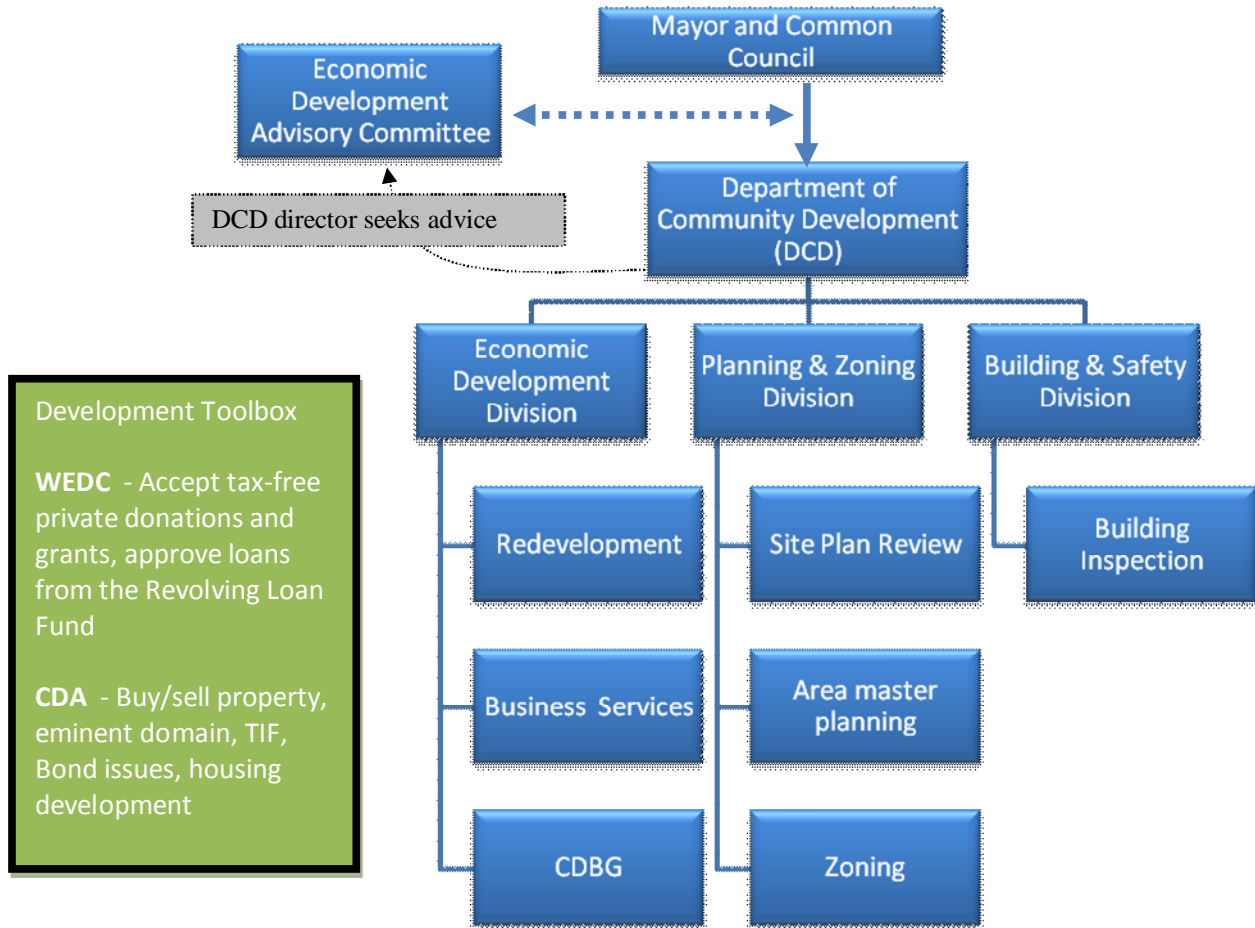 Mayor and Common
Council
Economic
Development
Advisory Committee
DCD director seeks advice
Department of
Community Development
(DCD)
Economic
Development
Division
Planning & Zoning
Division
Building & Safety
Division
Redevelopment
Site Plan Review
Building
Inspection
Business Services
Area master
planning
CDBG
Zoning
Development Toolbox
WEDC - Accept tax-free
private donations and
grants, approve loans
from the Revolving Loan
Fund
CDA - Buy/sell property,
eminent domain, TIF,
Bond issues, housing
development